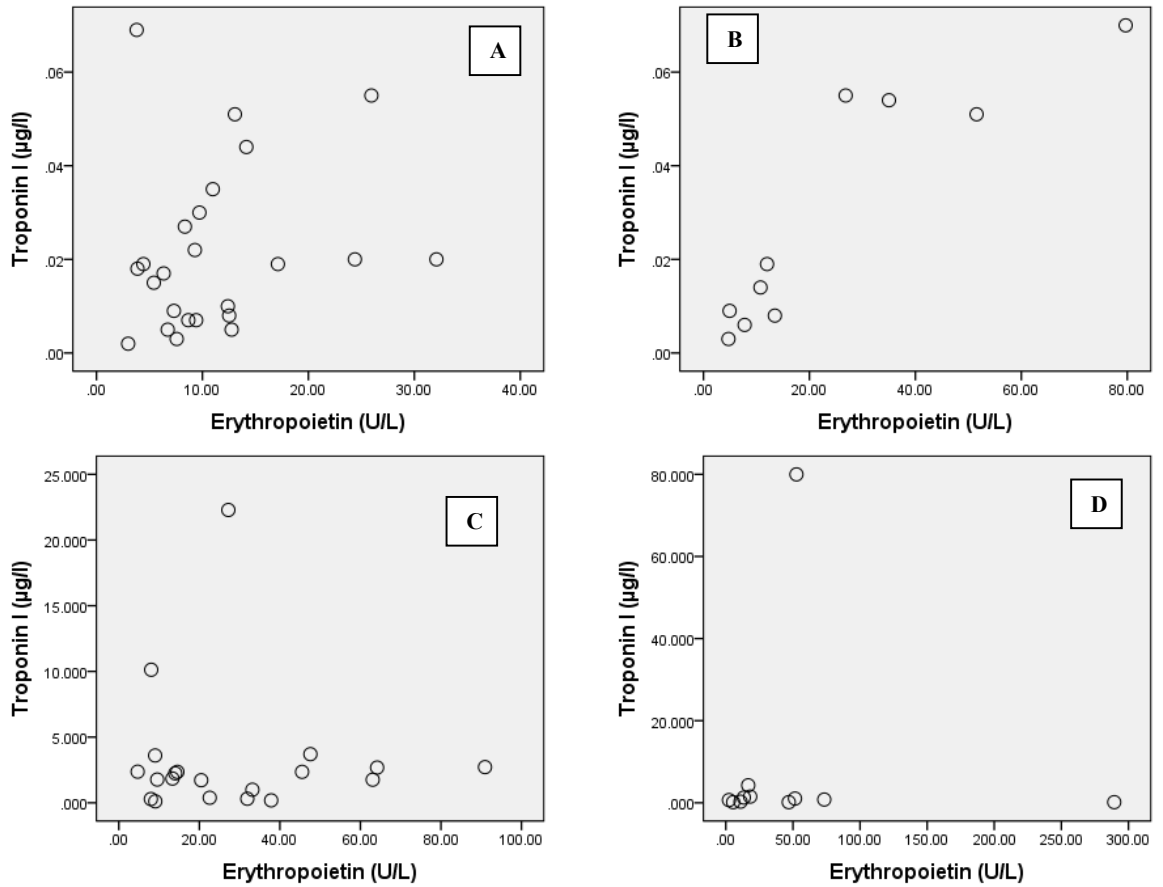 A
Troponin I (µg/l)
.06
.04
.02
.00
.00 10.00 20.00 30.00 40.00
Erythropoietin (U/L)
B
Troponin I (µg/l)
.06
.04
.02
.00
.00 20.00 40.00 60.00 80.00
Erythropoietin (U/L)
C
Troponin I (µg/l)
25.000
20.000
15.000
10.000
5.000
.000
.00 20.00 40.00 60.00 80.00 100.00
Erythropoietin (U/L)
D
Troponin I (µg/l)
80.000
60.000
40.000
20.000
.000
.00 50.00 100.00 150.00 200.00 250.00 300.00
Erythropoietin (U/L)